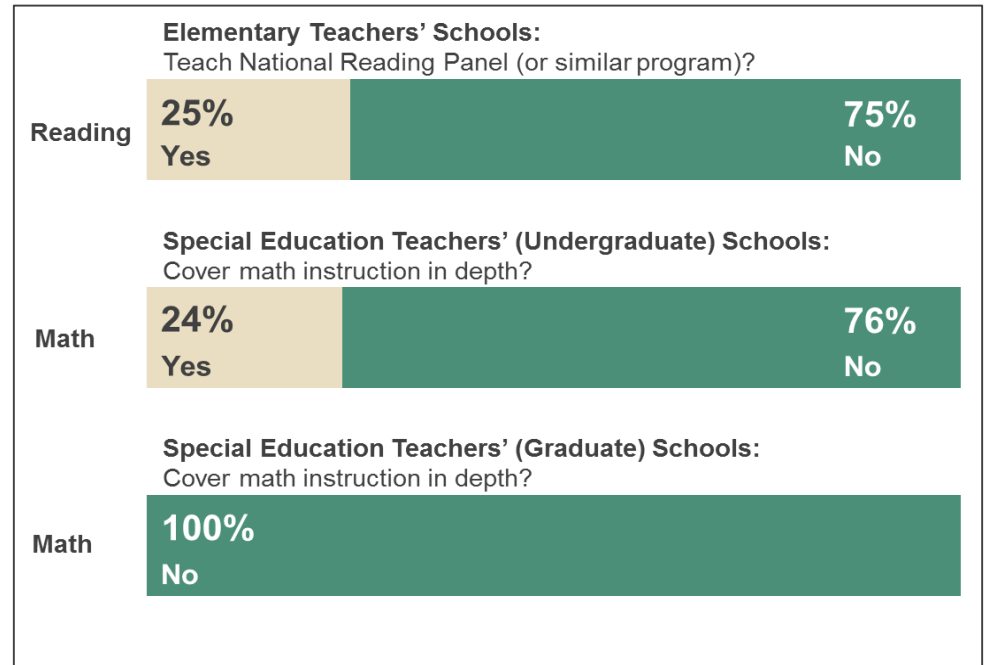 Elementary Teachers’ Schools:
Teach National Reading Panel (or similar program)?
Reading
25%
Yes
75%
No
Special Education Teachers’ (Undergraduate) Schools:
Cover math instruction in depth?
Math
24%
Yes
76%
No
Special Education Teachers’ (Graduate) Schools:
Cover math instruction in depth?
Math
100%
No